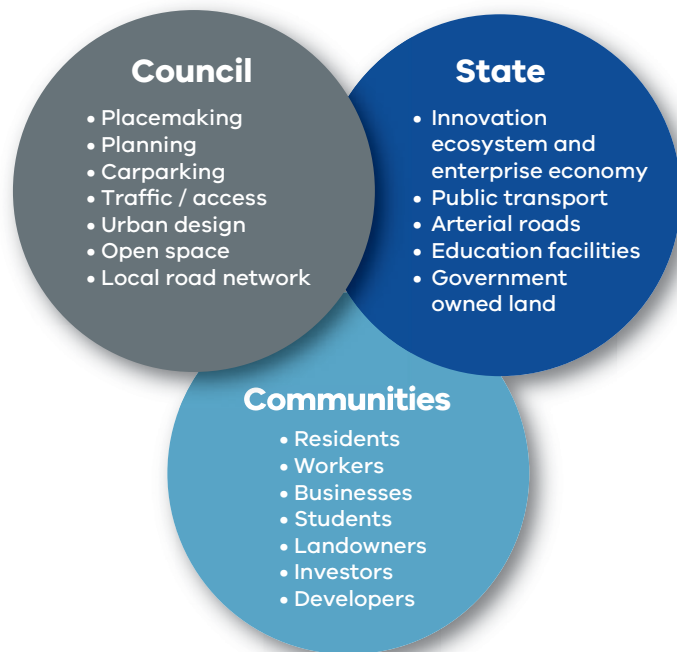 Council
• Placemaking
• Planning
• Carparking
• Traffic / access
• Urban design
• Open space
• Local road network
State
• Innovation
ecosystem and
enterprise economy
• Public transport
• Arterial roads
• Education facilities
• Government
owned land
Communities
• Residents
• Workers
• Businesses
• Students
• Landowners
• Investors
• Developers